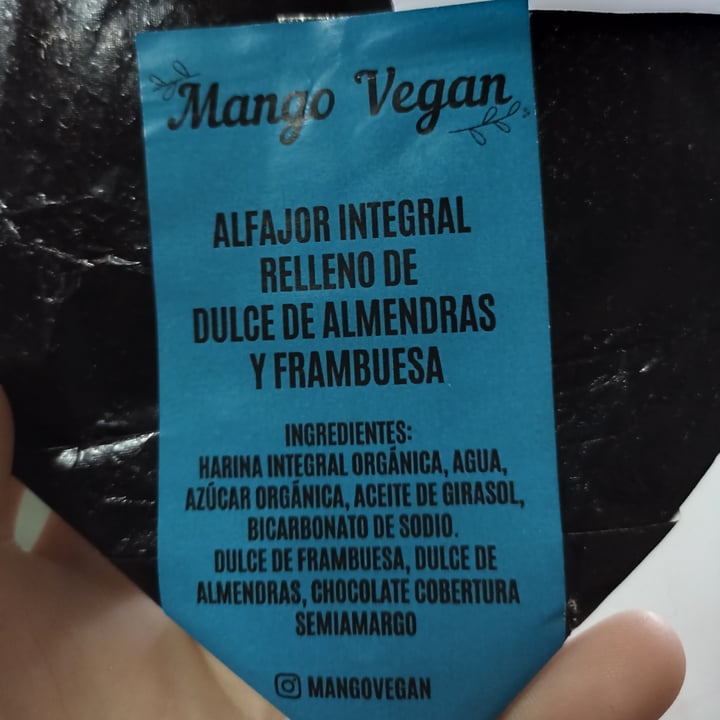 Mango Vegan
ALFAJOR INTEGRAL
RELLENO DE
DULCE DE ALMENDRAS
Y FRAMBUESA
INGREDIENTES:
HARINA INTEGRAL ORGÁNICA, AGUA,
AZÚCAR ORGÁNICA, ACEITE DE GIRASOL,
BICARBONATO DE SODIO.
DULCE DE FRAMBUESA, DULCE DE
ALMENDRAS, CHOCOLATE COBERTURA
SEMIAMARGO
MANGOVEGAN